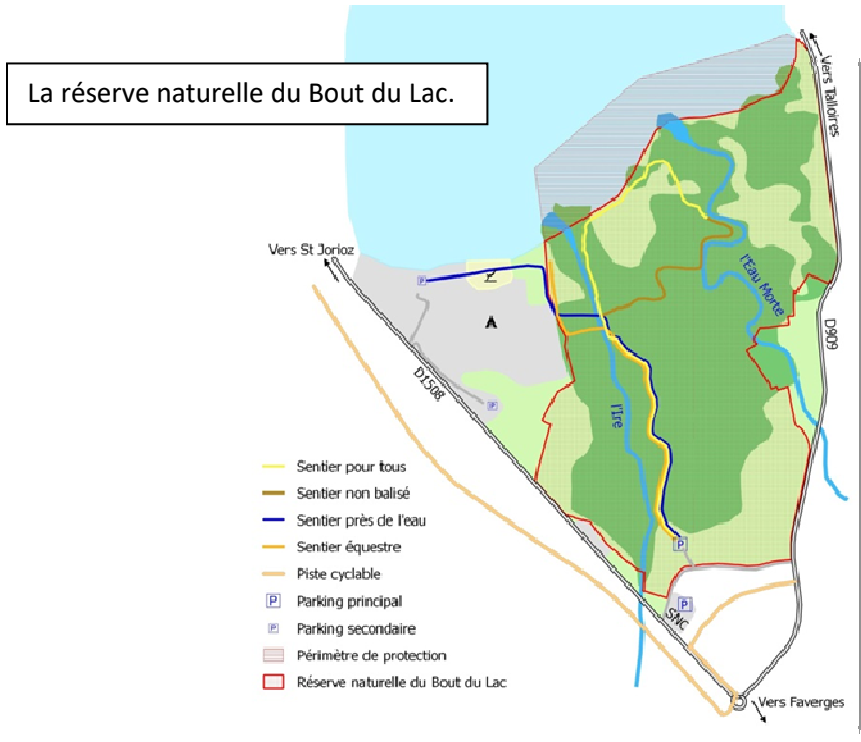 La réserve naturelle du Bout du Lac.
Vers Talloires
Vers St Jorioz
l'Eau Morte
D909
D1508
l'Ire
Sentier pour tous
Sentier non balisé
Sentier près de l'eau
Sentier équestre
Piste cyclable
P Parking principal
P Parking secondaire
Périmètre de protection
Réserve naturelle du Bout du Lac
P
P
P
P
SNC
Vers Faverges